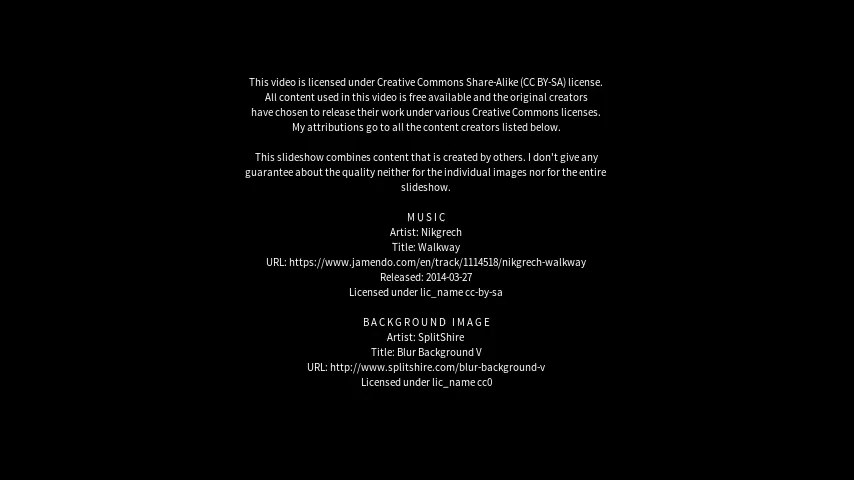 This video is licensed under Creative Commons Share-Alike (CC BY-SA) license.
All content used in this video is free available and the original creators
have chosen to release their work under various Creative Commons licenses.
My attributions go to all the content creators listed below.
This slideshow combines content that is created by others. I don't give any
guarantee about the quality neither for the individual images nor for the entire
slideshow.
MUSIC
Artist: Nikgrech
Title: Walkway
URL: https://www.jamendo.com/en/track/1114518/nikgrech-walkway
Released: 2014-03-27
Licensed under lic_name cc-by-sa
BACKGROUND IMAGE
Artist: SplitShire
Title: Blur Background V
URL: http://www.splitshire.com/blur-background-v
Licensed under lic_name cc0